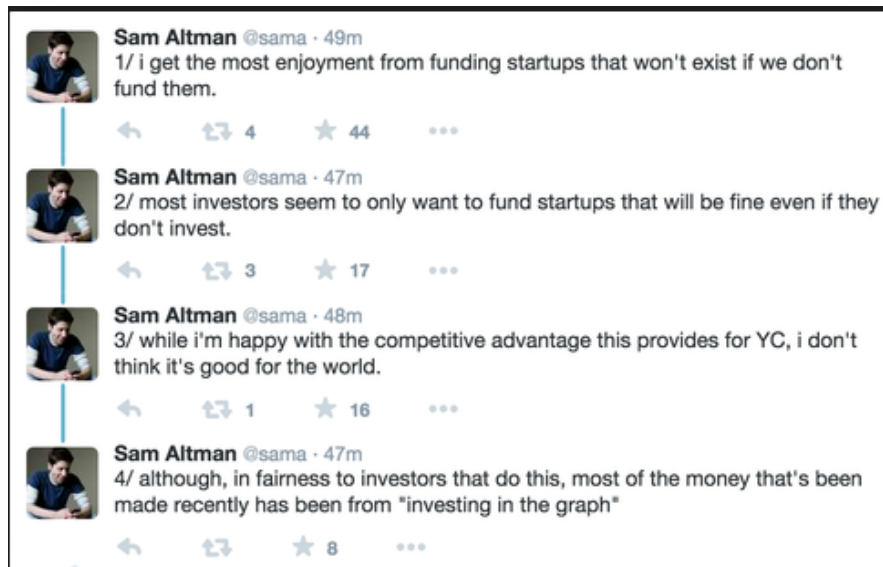 Sam Altman @sama · 49m
1/ i get the most enjoyment from funding startups that won't exist if we don't
fund them.
4 44
Sam Altman @sama · 47m
2/ most investors seem to only want to fund startups that will be fine even if they
don't invest.
3 17
Sam Altman @sama · 48m
3/ while i'm happy with the competitive advantage this provides for YC, i don't
think it's good for the world.
1 16
Sam Altman @sama · 47m
4/ although, in fairness to investors that do this, most of the money that's been
made recently has been from "investing in the graph"
8